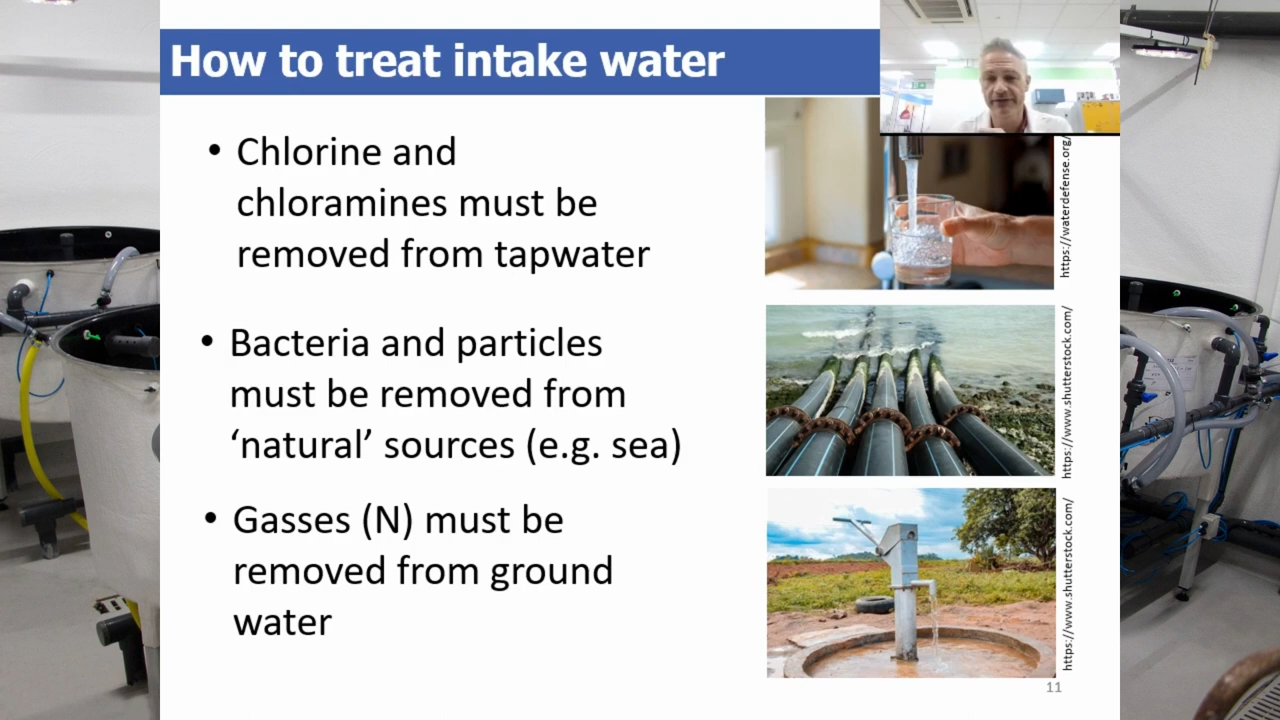 How to treat intake water
• Chlorine and
chloramines must be
removed from tapwater
• Bacteria and particles
must be removed from
‘natural’ sources (e.g. sea)
• Gasses (N) must be
removed from ground
water
https://waterdefense.org/
https://www.shutterstock.com/
https://www.shutterstock.com/
11